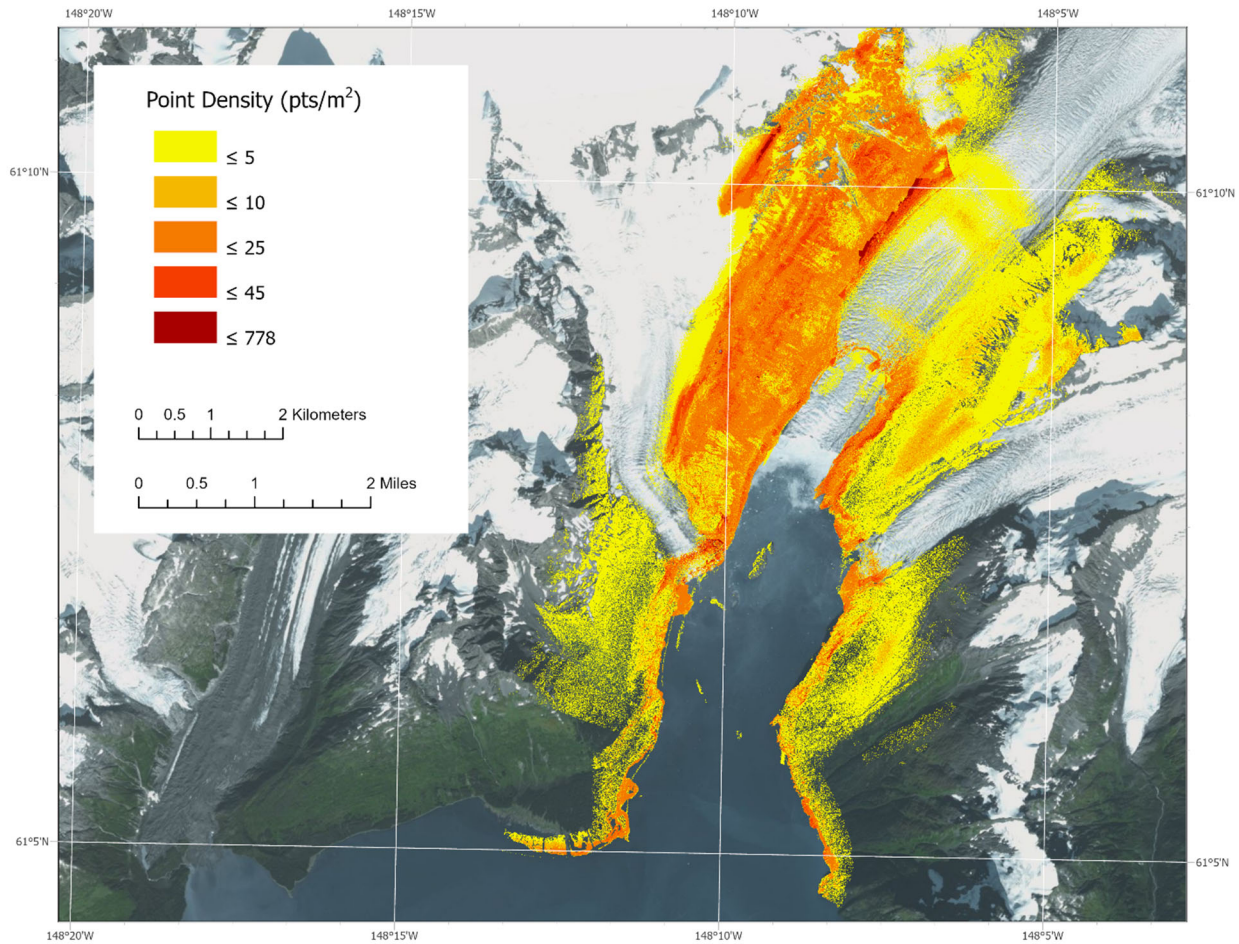 148°20'W 148°15'W 148°10'W 148°5'W
Point Density (pts/m²)
≤ 5
≤ 10
≤ 25
≤ 45
≤ 778
61°10'N
61°10'N
0 0.5 1 2 Kilometers
0 0.5 1 2 Miles
61°5'N
61°5'N
148°20'W 148°15'W 148°10'W 148°5'W